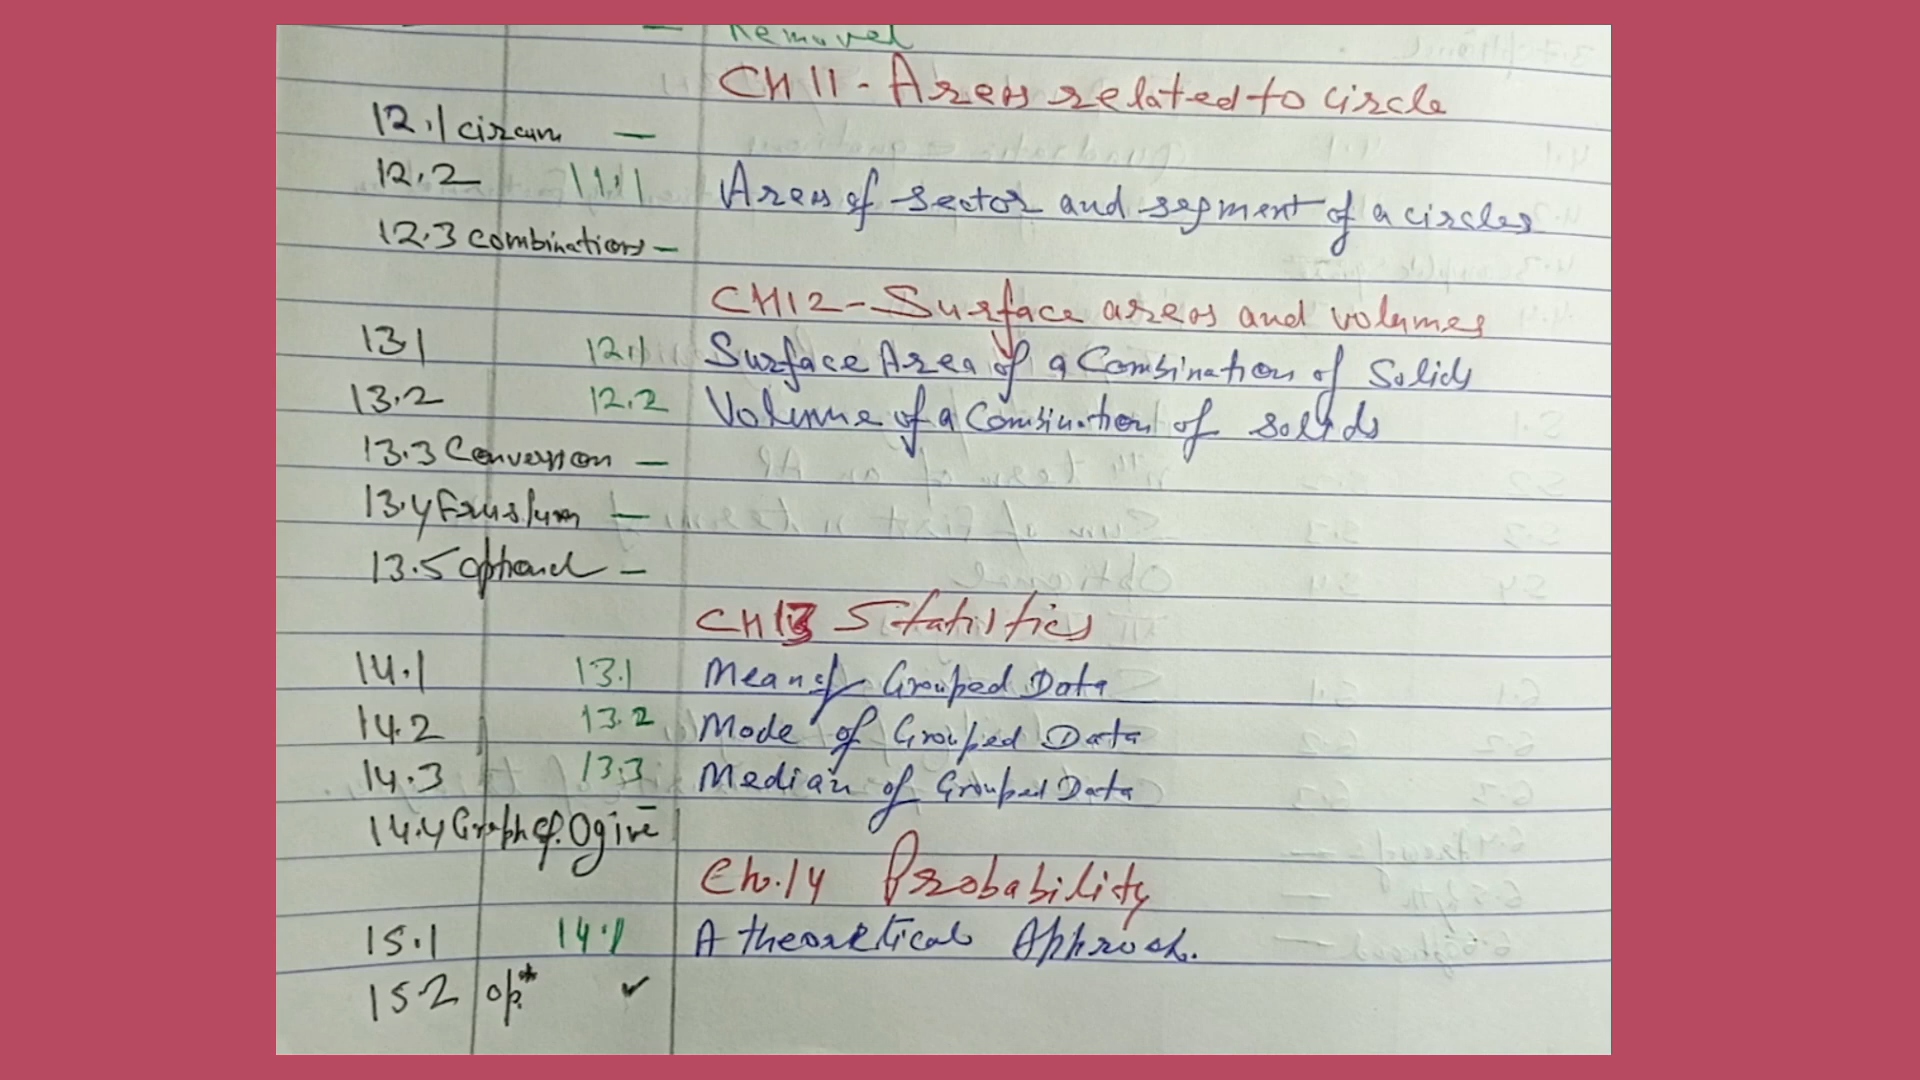 — Removed
CH 11 - Areas related to circle
12.1 circum —
12.2 11.1 Areas of sector and segment of a circles
12.3 combinations —
CH12 - Surface areas and volumes
13.1 12.1 Surface Area of a Combination of Solids
13.2 12.2 Volume of a Combination of solids
13.3 Conversion —
13.4 Frustum —
13.5 optional —
CH13 Statistics
14.1 13.1 Mean of Grouped Data
14.2 13.2 Mode of Grouped Data
14.3 13.3 Median of Grouped Data
14.4 Graph of Ogive —
Ch.14 Probability
15.1 14.1 A theoretical Approach.
15.2 op.* ✓